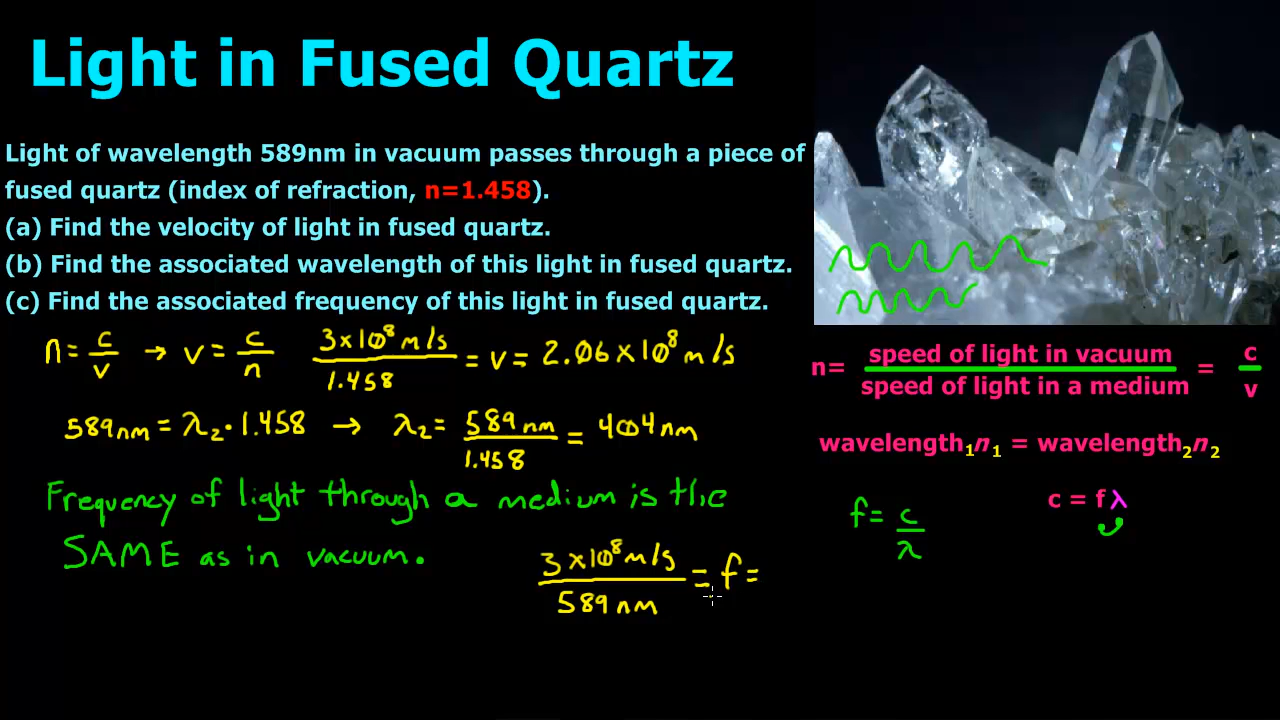 Light in Fused Quartz
Light of wavelength 589nm in vacuum passes through a piece of
fused quartz (index of refraction, n=1.458).
(a) Find the velocity of light in fused quartz.
(b) Find the associated wavelength of this light in fused quartz.
(c) Find the associated frequency of this light in fused quartz.
n = c/v → v = c/n 3×10⁸ m/s / 1.458 = v = 2.06×10⁸ m/s
589nm = λ₂ · 1.458 → λ₂ = 589 nm / 1.458 = 404 nm
Frequency of light through a medium is the
SAME as in vacuum.
3×10⁸ m/s / 589 nm = f =
n= speed of light in vacuum / speed of light in a medium = c / v
wavelength₁n₁ = wavelength₂n₂
c = fλ
f = c/λ